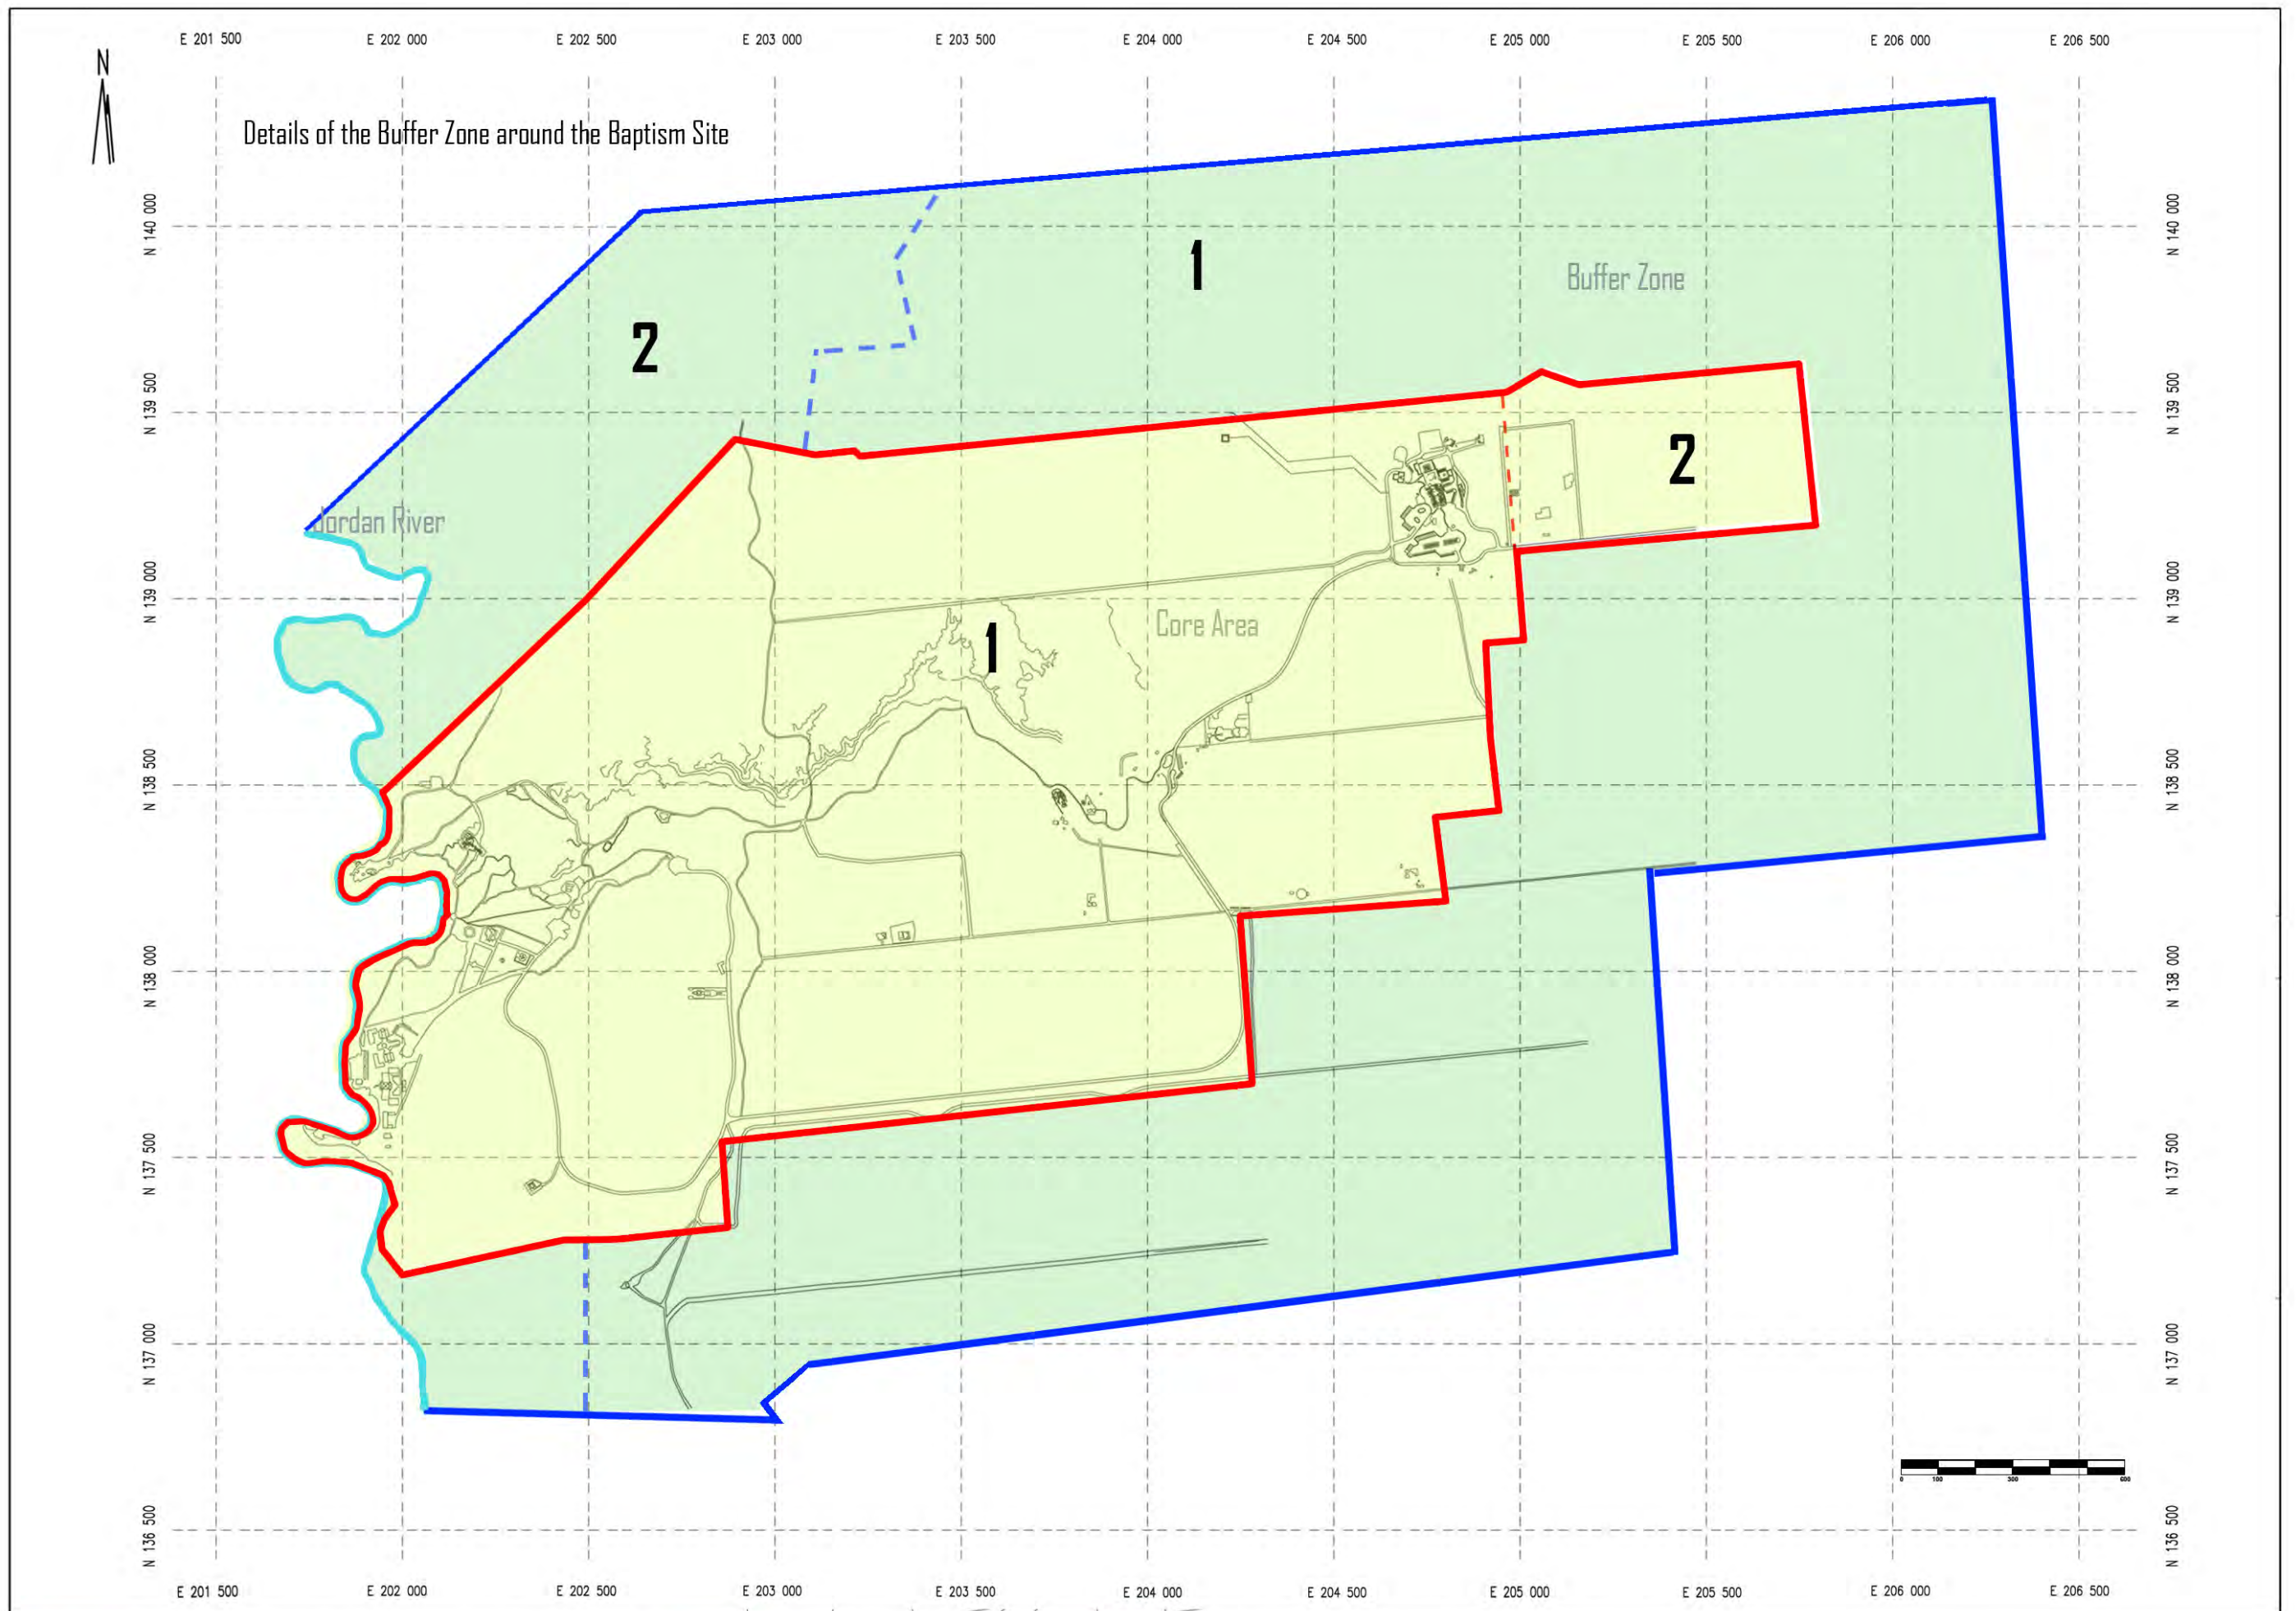 E 201 500
E 202 000
E 202 500
E 203 000
E 203 500
E 204 000
E 204 500
E 205 000
E 205 500
E 206 000
E 206 500
N
Details of the Buffer Zone around the Baptism Site
N 140 000
N 140 000
1
Buffer Zone
2
N 139 500
N 139 500
2
Jordan River
N 139 000
N 139 000
Core Area
1
N 138 500
N 138 500
N 138 000
N 138 000
N 137 500
N 137 500
N 137 000
N 137 000
0 100 300 600
N 136 500
N 136 500
E 201 500
E 202 000
E 202 500
E 203 000
E 203 500
E 204 000
E 204 500
E 205 000
E 205 500
E 206 000
E 206 500